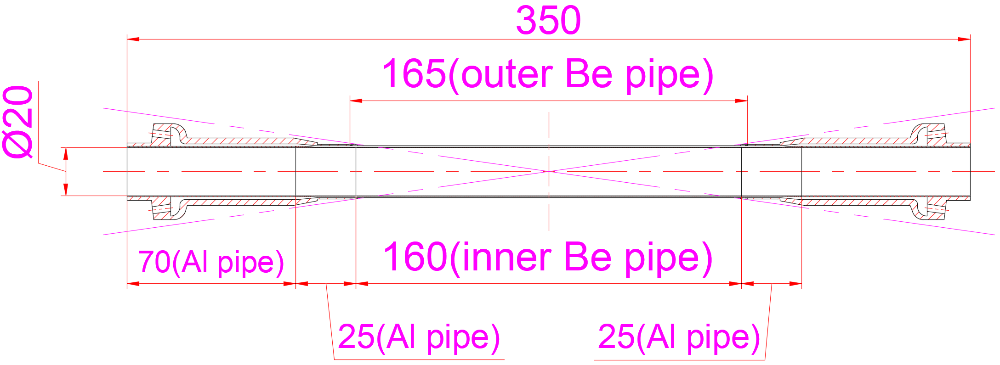 350
165(outer Be pipe)
Ø20
160(inner Be pipe)
70(Al pipe)
25(Al pipe)
25(Al pipe)